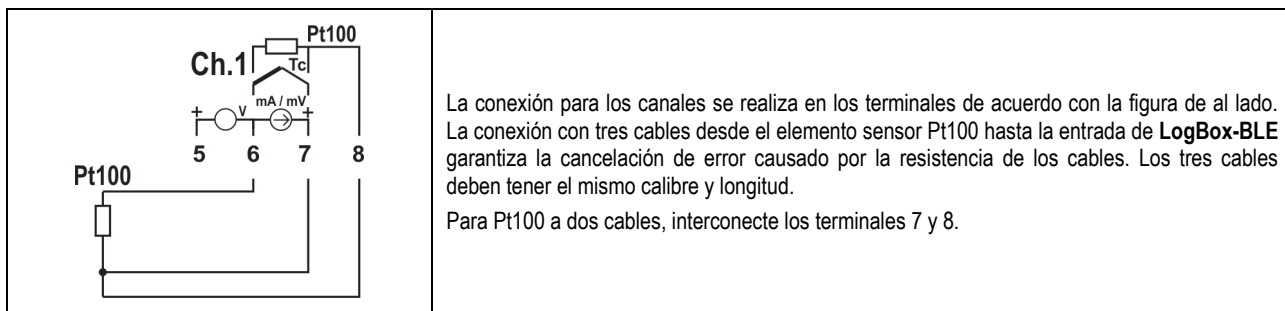 Pt100
Ch.1
Tc
mA / mV
+ V +
5 6 7 8
Pt100
La conexión para los canales se realiza en los terminales de acuerdo con la figura de al lado.
La conexión con tres cables desde el elemento sensor Pt100 hasta la entrada de LogBox-BLE
garantiza la cancelación de error causado por la resistencia de los cables. Los tres cables
deben tener el mismo calibre y longitud.
Para Pt100 a dos cables, interconecte los terminales 7 y 8.